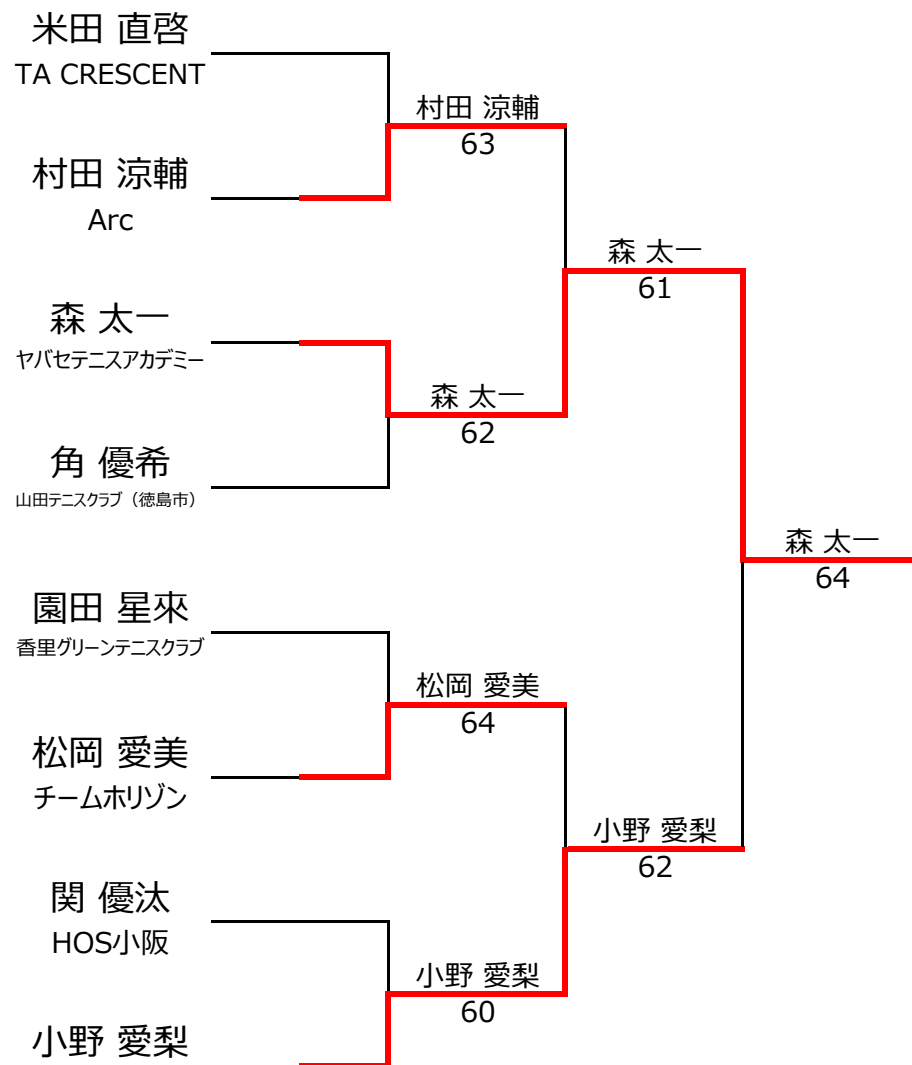 米田 直啓
TA CRESCENT
村田 涼輔
63
村田 涼輔
Arc
森 太一
61
森 太一
ヤバセテニスアカデミー
森 太一
62
角 優希
山田テニスクラブ（徳島市）
森 太一
64
園田 星來
香里グリーンテニスクラブ
松岡 愛美
64
松岡 愛美
チームホリゾン
小野 愛梨
62
関 優汰
HOS小阪
小野 愛梨
60
小野 愛梨